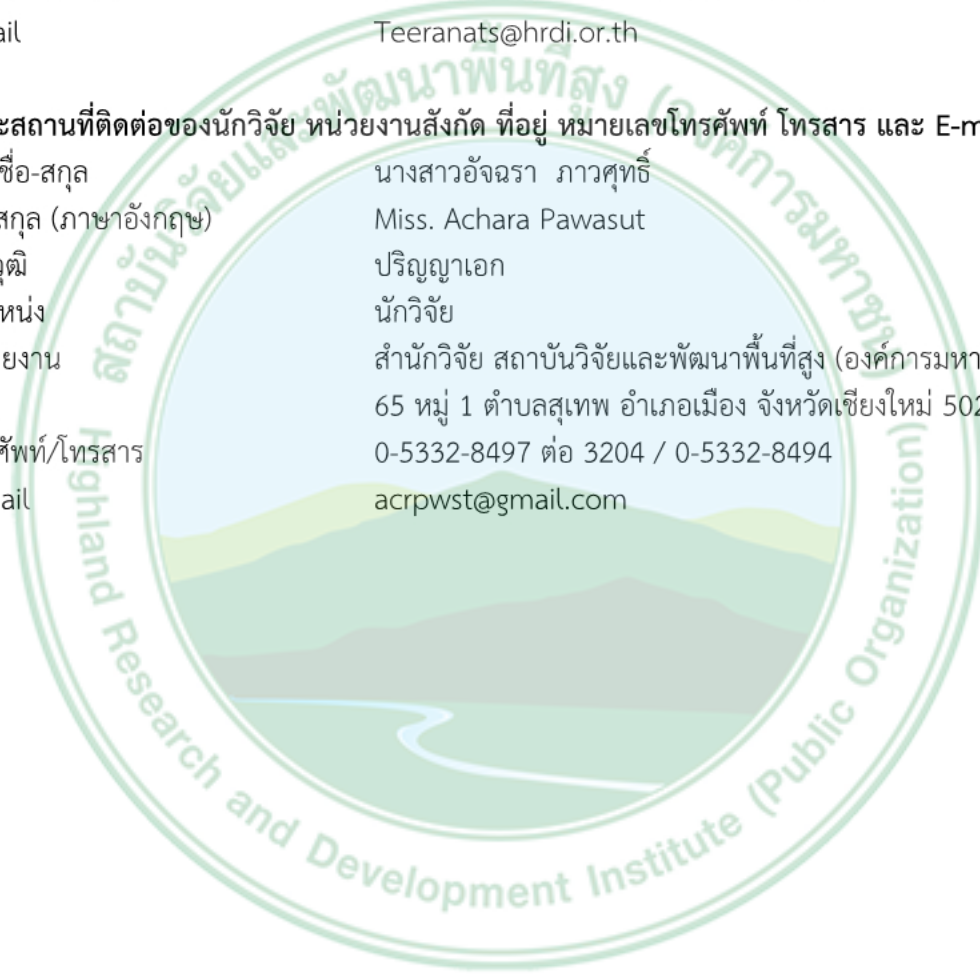 ail Teeranats@hrdi.or.th
ะสถานที่ติดต่อของนักวิจัย หน่วยงานสังกัด ที่อยู่ หมายเลขโทรศัพท์ โทรสาร และ E-m
ชื่อ-สกุล นางสาวอัจฉรา ภาวศุทธิ์
สกุล (ภาษาอังกฤษ) Miss. Achara Pawasut
วุฒิ ปริญญาเอก
หน่ง นักวิจัย
ยงาน สำนักวิจัย สถาบันวิจัยและพัฒนาพื้นที่สูง (องค์การมหา
65 หมู่ 1 ตำบลสุเทพ อำเภอเมือง จังหวัดเชียงใหม่ 502
ศัพท์/โทรสาร 0-5332-8497 ต่อ 3204 / 0-5332-8494
ail acrpwst@gmail.com
สถาบันวิจัยและพัฒนาพื้นที่สูง (องค์การมหาชน)
Highland Research and Development Institute (Public Organization)